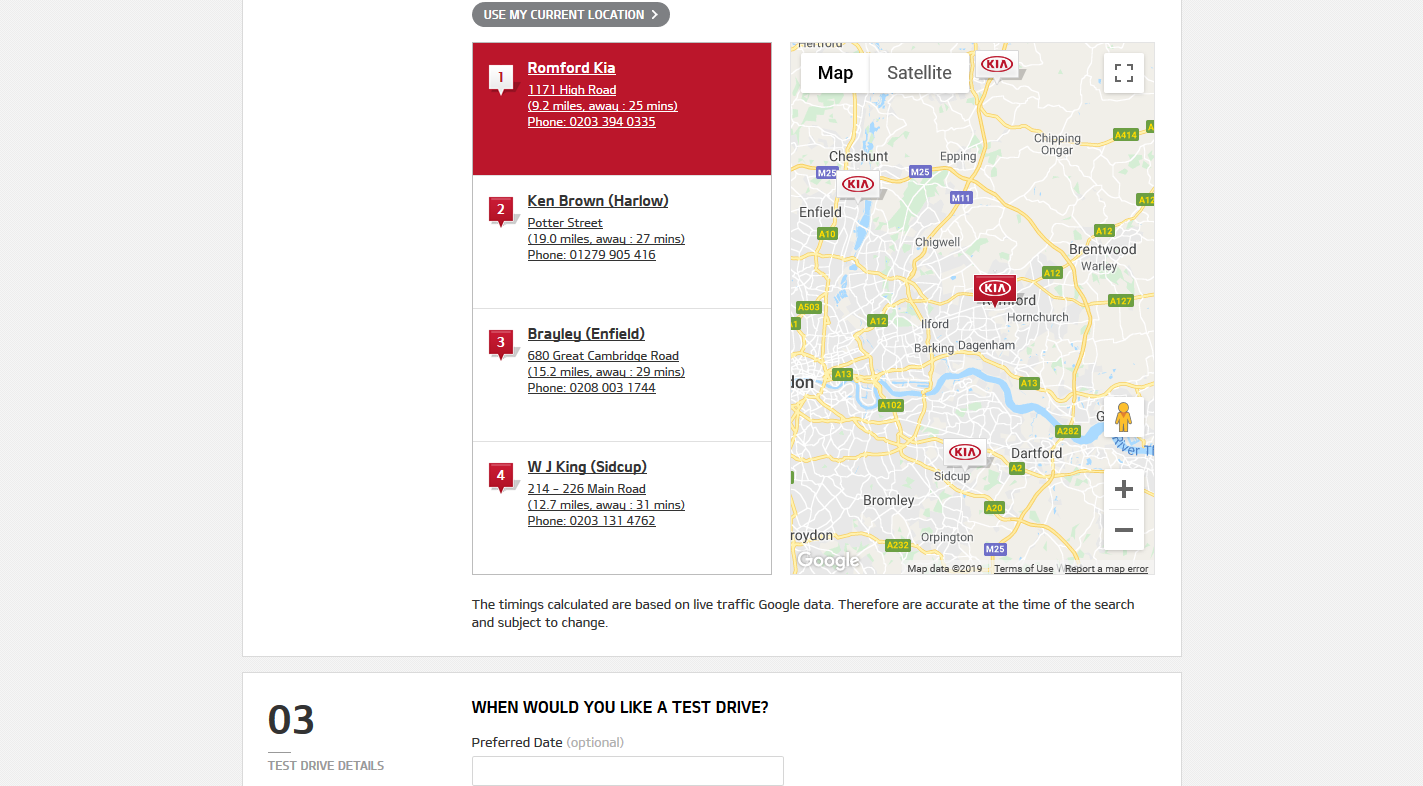 USE MY CURRENT LOCATION >
1
Romford Kia
1171 High Road
(9.2 miles, away : 25 mins)
Phone: 0203 394 0335
2
Ken Brown (Harlow)
Potter Street
(19.0 miles, away : 27 mins)
Phone: 01279 905 416
3
Brayley (Enfield)
680 Great Cambridge Road
(15.2 miles, away : 29 mins)
Phone: 0208 003 1744
4
W J King (Sidcup)
214 - 226 Main Road
(12.7 miles, away : 31 mins)
Phone: 0203 131 4762
Hertford
Map Satellite
KIA
A414
Chipping
Ongar
Cheshunt
Epping
M25
M25
KIA
M11
A12
Enfield
A10
A12
Chigwell
Brentwood
Warley
A12
KIA
Romford
A127
A503
Hornchurch
A12
Ilford
A1
Barking
Dagenham
A13
don
A13
A102
G
A282
River T
KIA
Dartford
A2
Sidcup
Bromley
A20
roydon
Orpington
A232
M25
Google
Map data ©2019 Terms of Use Report a map error
The timings calculated are based on live traffic Google data. Therefore are accurate at the time of the search
and subject to change.
03
TEST DRIVE DETAILS
WHEN WOULD YOU LIKE A TEST DRIVE?
Preferred Date (optional)